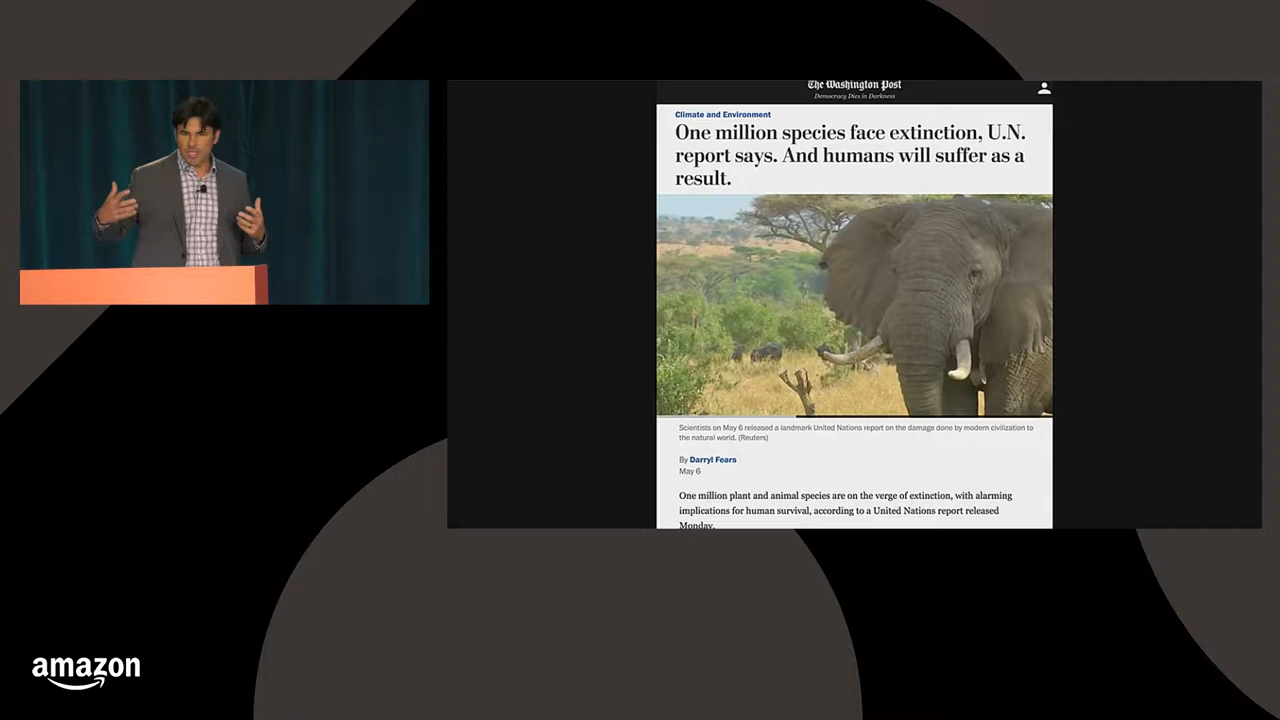 The Washington Post
Democracy Dies in Darkness
Climate and Environment
One million species face extinction, U.N.
report says. And humans will suffer as a
result.
Scientists on May 6 released a landmark United Nations report on the damage done by modern civilization to
the natural world. (Reuters)
By Darryl Fears
May 6
One million plant and animal species are on the verge of extinction, with alarming
implications for human survival, according to a United Nations report released
Monday.
amazon